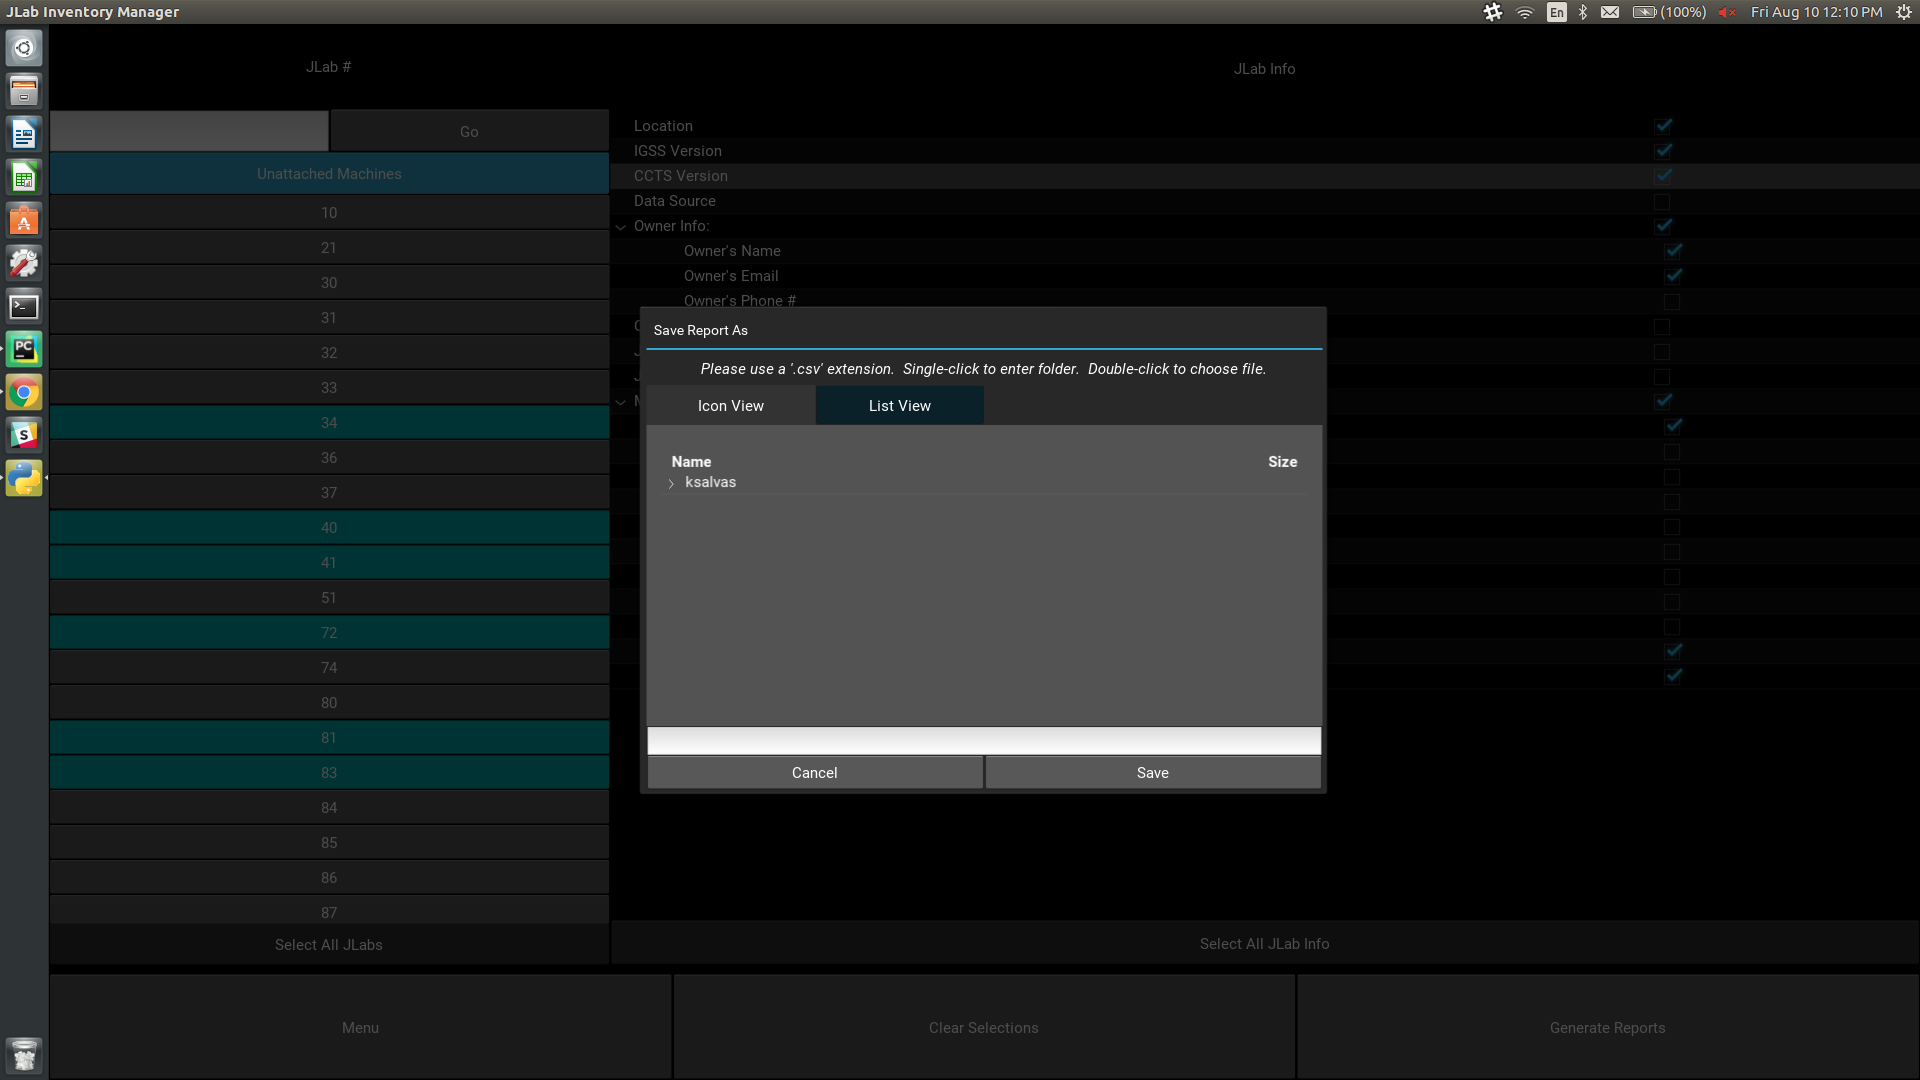 JLab Inventory Manager
En
(100%)
Fri Aug 10 12:10 PM
JLab #
JLab Info
Go
Unattached Machines
10
21
30
31
32
33
34
36
37
40
41
51
72
74
80
81
83
84
85
86
87
Select All JLabs
Location
IGSS Version
CCTS Version
Data Source
Owner Info:
Owner's Name
Owner's Email
Owner's Phone #
Save Report As
Please use a '.csv' extension.  Single-click to enter folder.  Double-click to choose file.
Icon View
List View
Name
Size
ksalvas
Cancel
Save
Select All JLab Info
Menu
Clear Selections
Generate Reports
PC
S